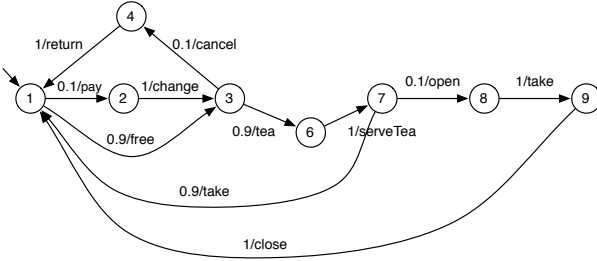 4
1/return
0.1/cancel
0.1/pay
1/change
0.1/open
1/take
1
2
3
7
8
9
0.9/tea
6
1/serveTea
0.9/free
0.9/take
1/close